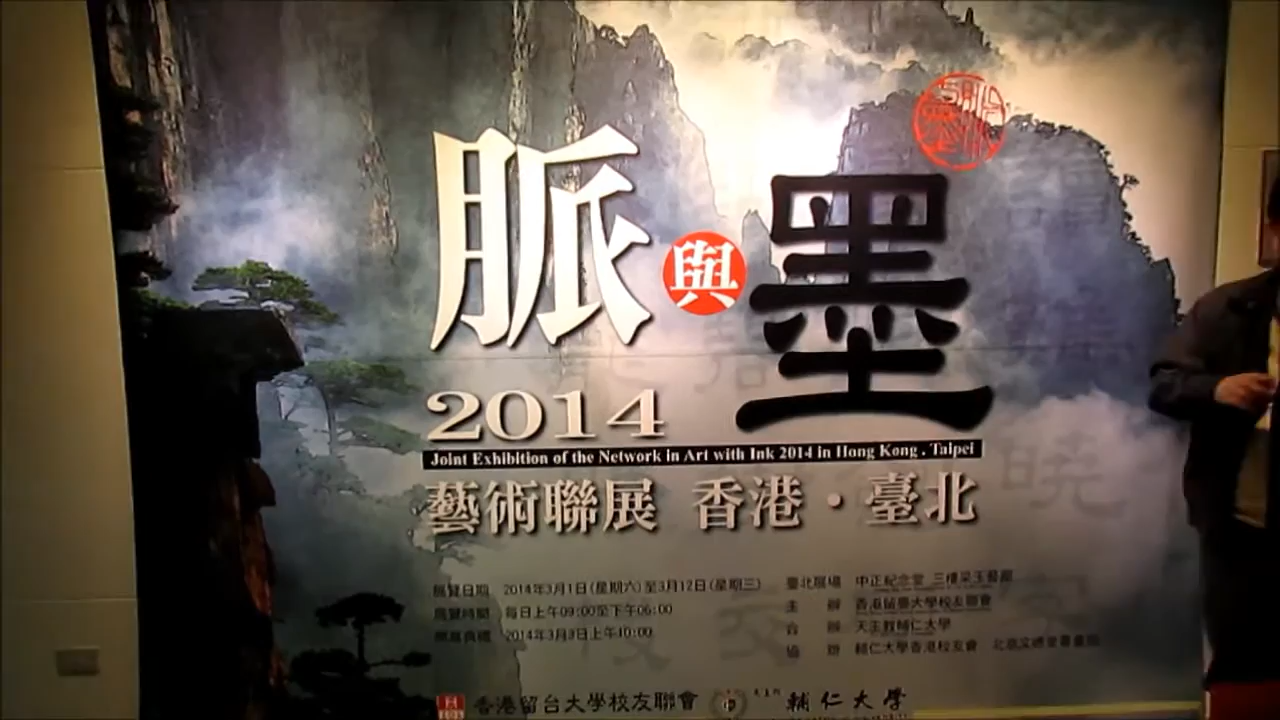 脈與墨
2014
Joint Exhibition of the Network in Art with Ink 2014 in Hong Kong . Taipei
藝術聯展 香港・臺北
展覽日期 2014年3月1日(星期六)至3月12日(星期三)
展覽時間 每日上午09:00至下午06:00
開幕典禮 2014年3月8日上午10:00
臺北展場 中正紀念堂 三樓采玉藝廊
主 辦 香港留臺大學校友聯會
合 辦 天主教輔仁大學
協 辦 輔仁大學香港校友會
香港留台大學校友聯會
輔仁大學